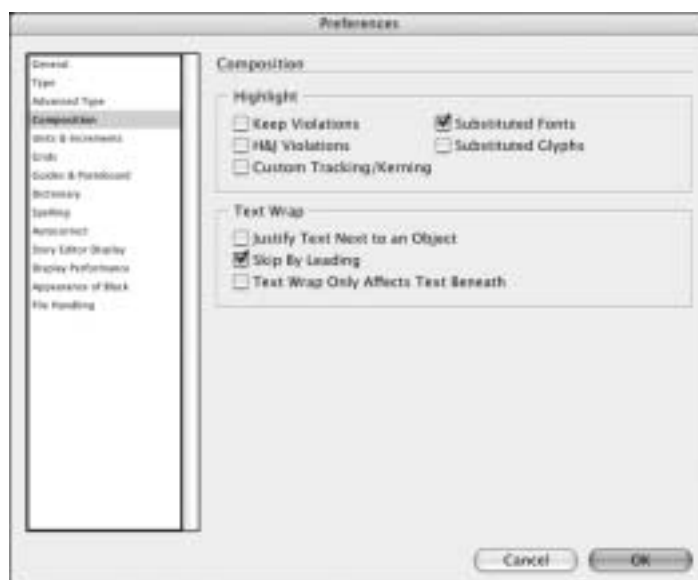 Preferences
General
Type
Advanced Type
Composition
Units & Increments
Grids
Guides & Pasteboard
Dictionary
Spelling
Autocorrect
Story Editor Display
Display Performance
Appearance of Black
File Handling
Composition
Highlight
Keep Violations
Substituted Fonts
H&J Violations
Substituted Glyphs
Custom Tracking/Kerning
Text Wrap
Justify Text Next to an Object
Skip By Leading
Text Wrap Only Affects Text Beneath
Cancel
OK